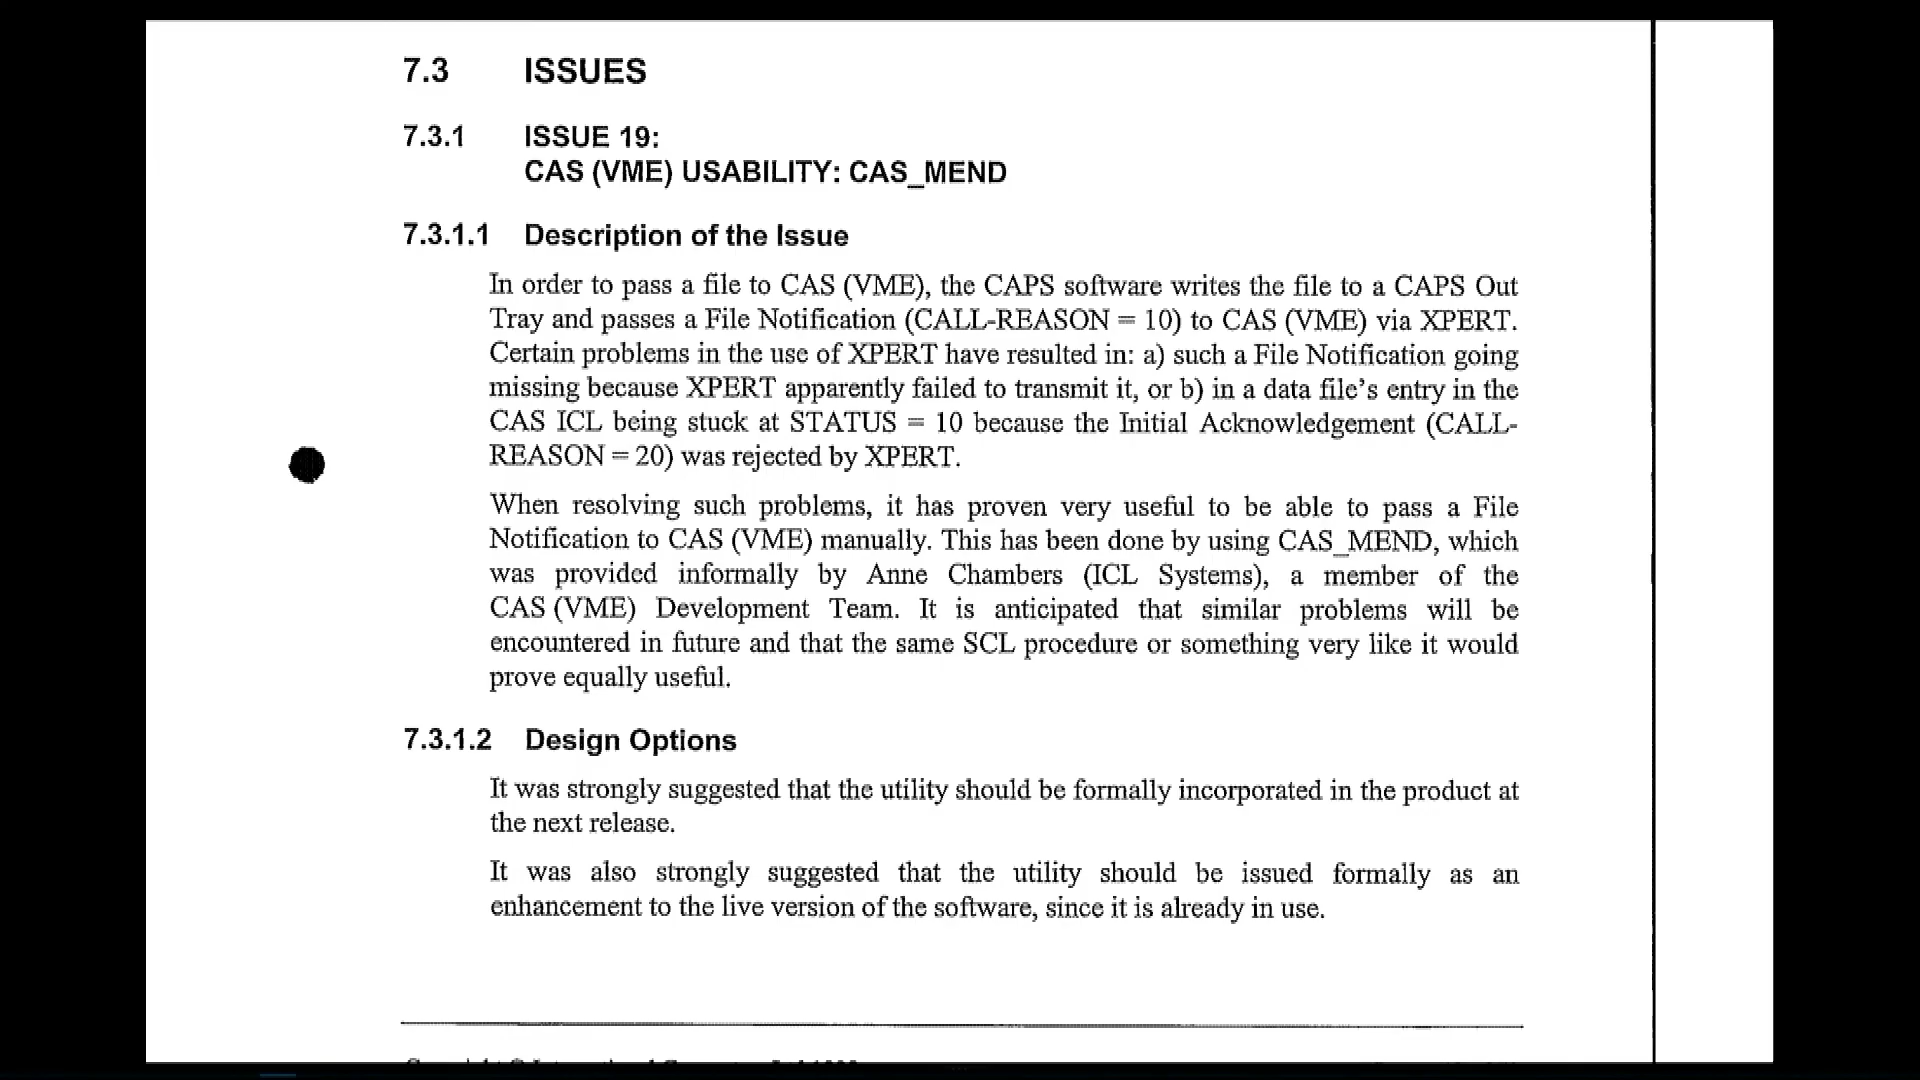 7.3 ISSUES
7.3.1 ISSUE 19:
CAS (VME) USABILITY: CAS_MEND
7.3.1.1 Description of the Issue
In order to pass a file to CAS (VME), the CAPS software writes the file to a CAPS Out
Tray and passes a File Notification (CALL-REASON = 10) to CAS (VME) via XPERT.
Certain problems in the use of XPERT have resulted in: a) such a File Notification going
missing because XPERT apparently failed to transmit it, or b) in a data file's entry in the
CAS ICL being stuck at STATUS = 10 because the Initial Acknowledgement (CALL-
REASON = 20) was rejected by XPERT.
When resolving such problems, it has proven very useful to be able to pass a File
Notification to CAS (VME) manually. This has been done by using CAS_MEND, which
was provided informally by Anne Chambers (ICL Systems), a member of the
CAS (VME) Development Team. It is anticipated that similar problems will be
encountered in future and that the same SCL procedure or something very like it would
prove equally useful.
7.3.1.2 Design Options
It was strongly suggested that the utility should be formally incorporated in the product at
the next release.
It was also strongly suggested that the utility should be issued formally as an
enhancement to the live version of the software, since it is already in use.